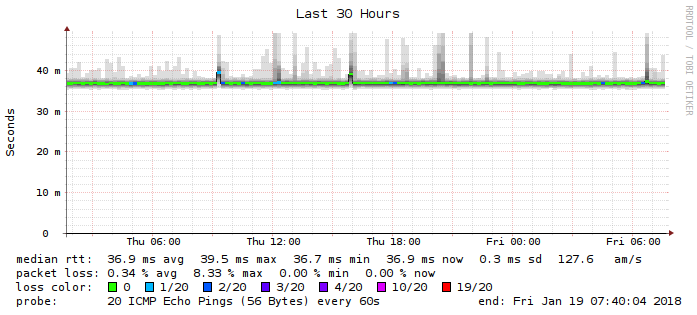 Last 30 Hours
RRDTOOL / TOBI OETIKER
Seconds
40 m
30 m
20 m
10 m
0
Thu 06:00 Thu 12:00 Thu 18:00 Fri 00:00 Fri 06:00
median rtt: 36.9 ms avg 39.5 ms max 36.7 ms min 36.9 ms now 0.3 ms sd 127.6 am/s
packet loss: 0.34 % avg 8.33 % max 0.00 % min 0.00 % now
loss color: 0 1/20 2/20 3/20 4/20 10/20 19/20
probe: 20 ICMP Echo Pings (56 Bytes) every 60s end: Fri Jan 19 07:40:04 2018